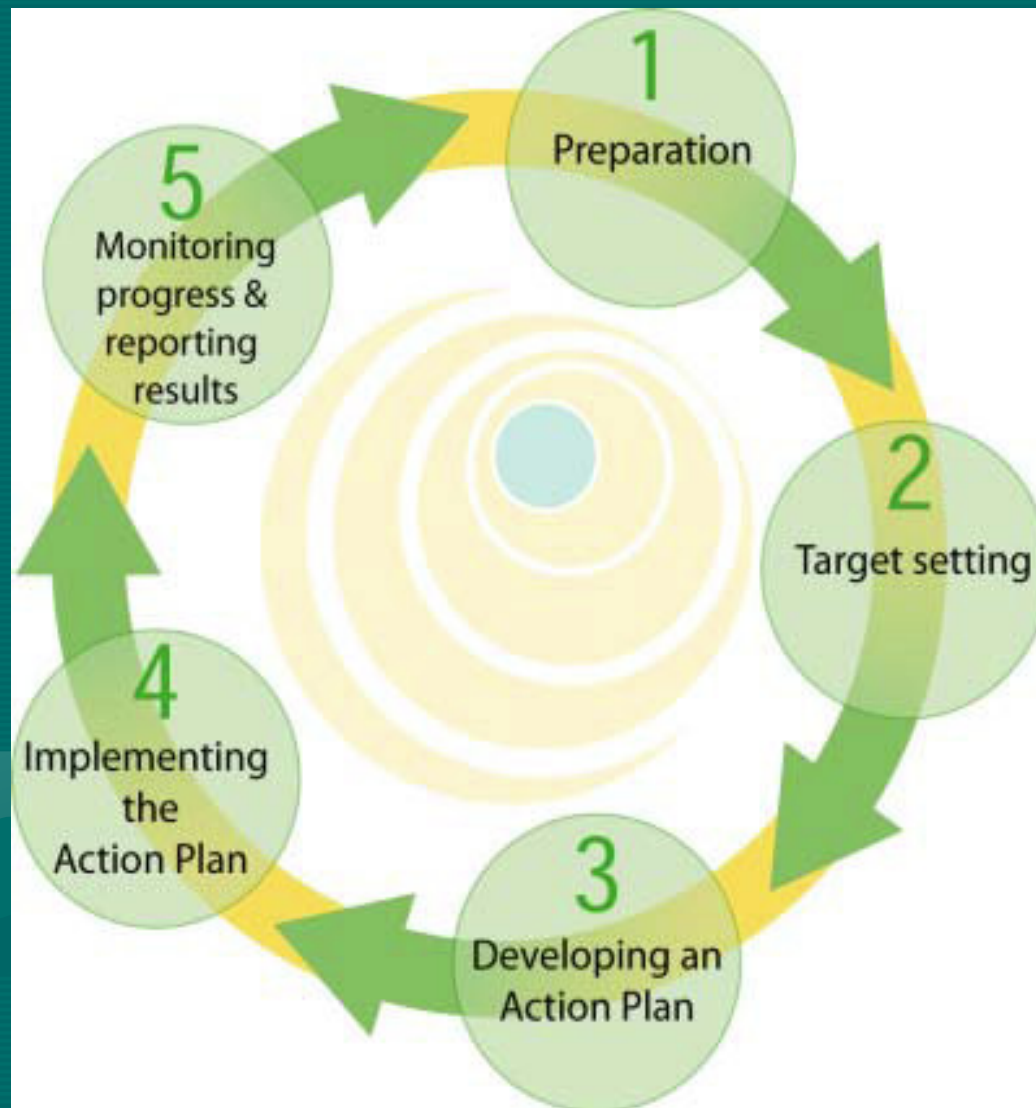 1
Preparation
2
Target setting
3
Developing an
Action Plan
4
Implementing
the
Action Plan
5
Monitoring
progress &
reporting
results